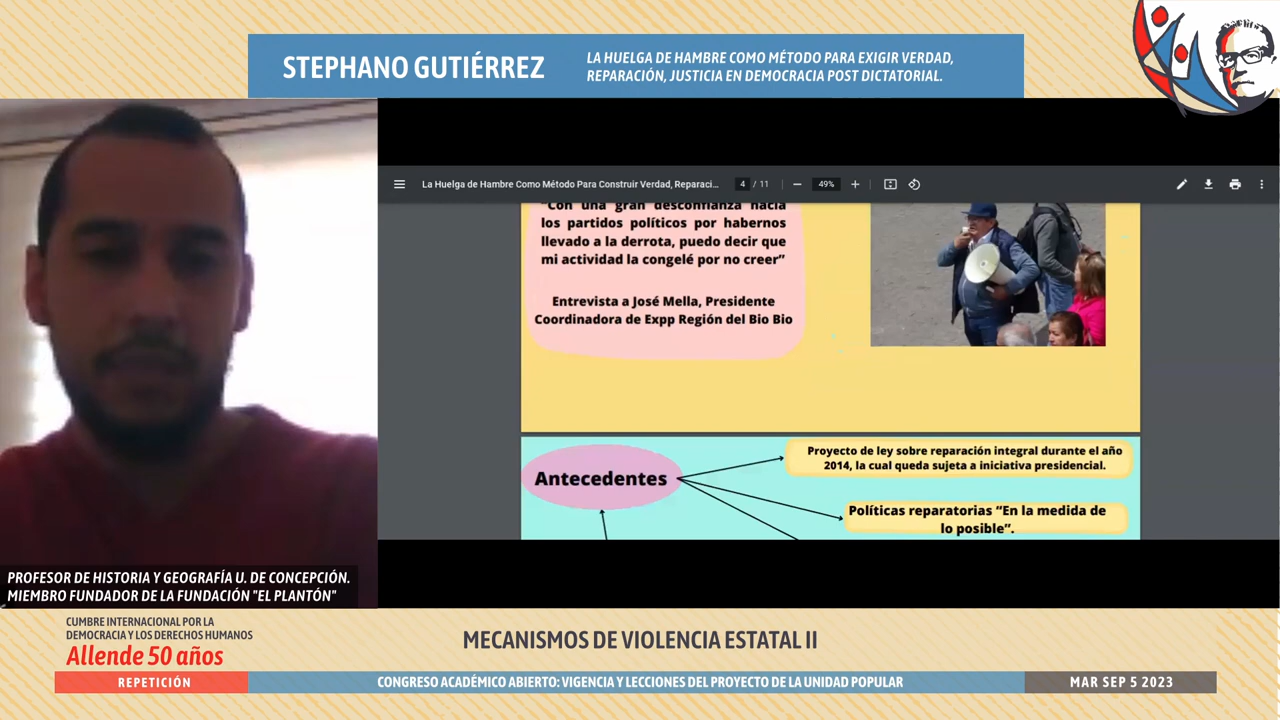 STEPHANO GUTIÉRREZ
LA HUELGA DE HAMBRE COMO MÉTODO PARA EXIGIR VERDAD,
REPARACIÓN, JUSTICIA EN DEMOCRACIA POST DICTATORIAL.
La Huelga de Hambre Como Método Para Construir Verdad, Reparaci...
4 / 11
49%
"Con una gran desconfianza hacia
los partidos políticos por habernos
llevado a la derrota, puedo decir que
mi actividad la congelé por no creer”
Entrevista a José Mella, Presidente
Coordinadora de Expp Región del Bio Bio
Antecedentes
Proyecto de ley sobre reparación integral durante el año
2014, la cual queda sujeta a iniciativa presidencial.
Políticas reparatorias “En la medida de
lo posible”.
PROFESOR DE HISTORIA Y GEOGRAFÍA U. DE CONCEPCIÓN.
MIEMBRO FUNDADOR DE LA FUNDACIÓN "EL PLANTÓN"
CUMBRE INTERNACIONAL POR LA
DEMOCRACIA Y LOS DERECHOS HUMANOS
Allende 50 años
REPETICIÓN
MECANISMOS DE VIOLENCIA ESTATAL II
CONGRESO ACADÉMICO ABIERTO: VIGENCIA Y LECCIONES DEL PROYECTO DE LA UNIDAD POPULAR
MAR SEP 5 2023